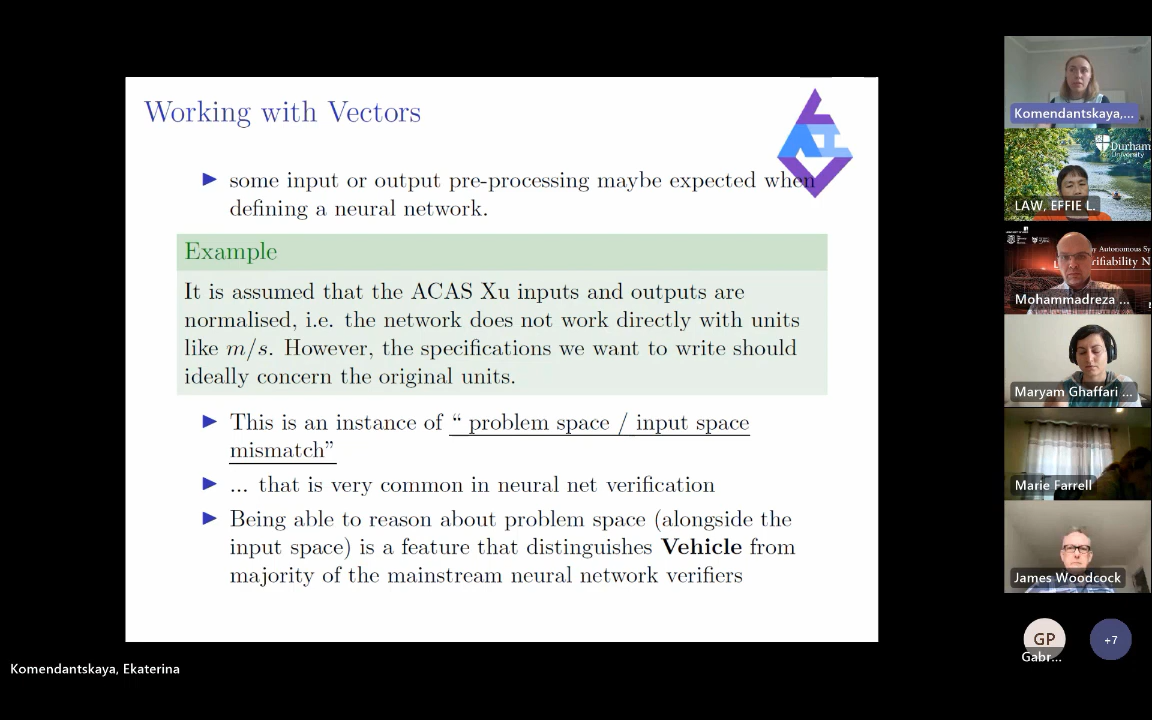 Working with Vectors
some input or output pre-processing maybe expected when
defining a neural network.
Example
It is assumed that the ACAS Xu inputs and outputs are
normalised, i.e. the network does not work directly with units
like m/s. However, the specifications we want to write should
ideally concern the original units.
This is an instance of “ problem space / input space
mismatch”
... that is very common in neural net verification
Being able to reason about problem space (alongside the
input space) is a feature that distinguishes Vehicle from
majority of the mainstream neural network verifiers
Komendantskaya,...
Durham
University
LAW, EFFIE L.
y Autonomous Sy
rifiability N
Mohammadreza ...
Maryam Ghaffari ...
Marie Farrell
James Woodcock
GP
+7
Gabr...
Komendantskaya, Ekaterina